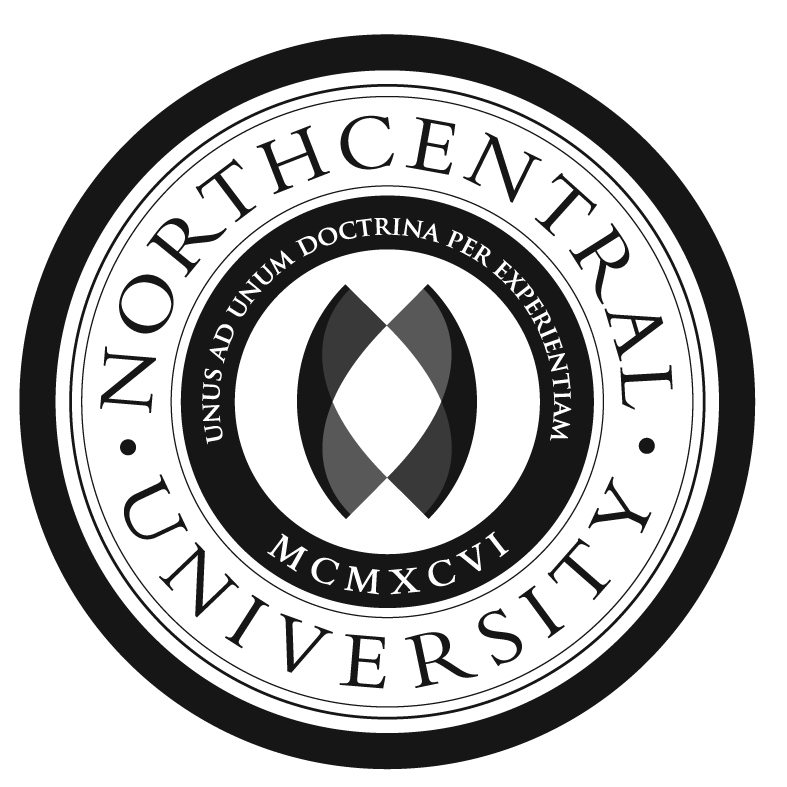 NORTHCENTRAL
UNUS AD UNUM DOCTRINA PER EXPERIENTIAM
MCMXCVI
• UNIVERSITY •